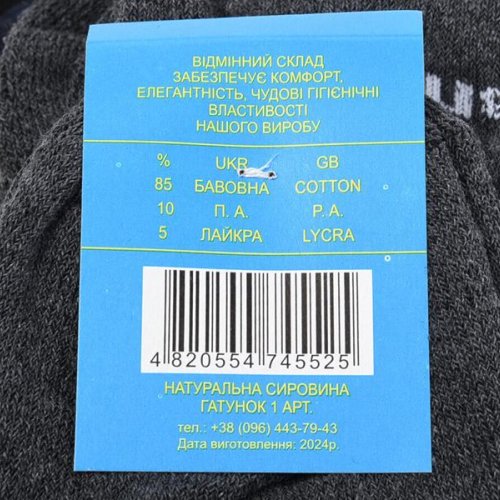 ВІДМІННИЙ СКЛАД
ЗАБЕЗПЕЧУЄ КОМФОРТ,
ЕЛЕГАНТНІСТЬ, ЧУДОВІ ГІГІЄНІЧНІ
ВЛАСТИВОСТІ
НАШОГО ВИРОБУ
% UKR GB
85 БАВОВНА COTTON
10 П. А. P. A.
5 ЛАЙКРА LYCRA
4 820554 745525
НАТУРАЛЬНА СИРОВИНА
ГАТУНОК 1 АРТ.
тел.: +38 (096) 443-79-43
Дата виготовлення: 2024р.